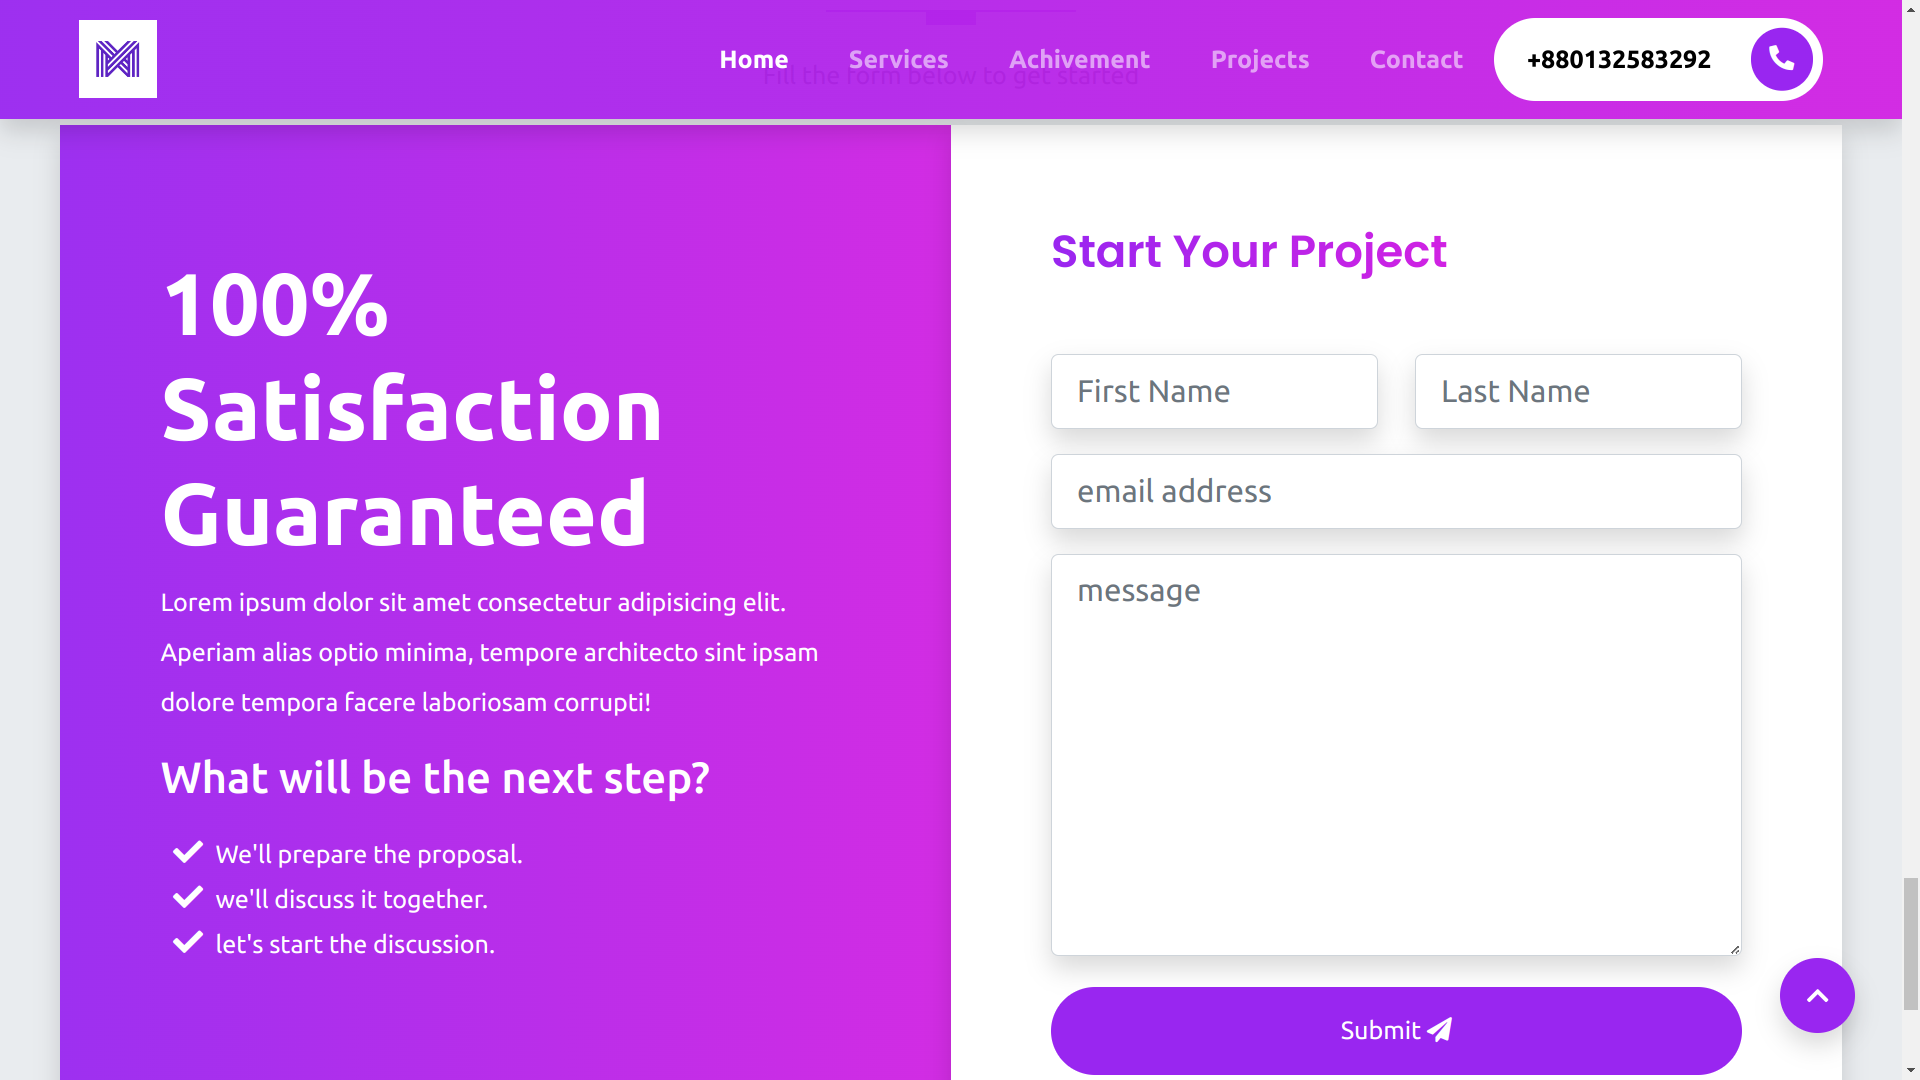 Home Services Achivement Projects Contact +880132583292
Fill the form below to get started
100%
Satisfaction
Guaranteed
Lorem ipsum dolor sit amet consectetur adipisicing elit.
Aperiam alias optio minima, tempore architecto sint ipsam
dolore tempora facere laboriosam corrupti!
What will be the next step?
We'll prepare the proposal.
we'll discuss it together.
let's start the discussion.
Start Your Project
First Name Last Name
email address
message
Submit